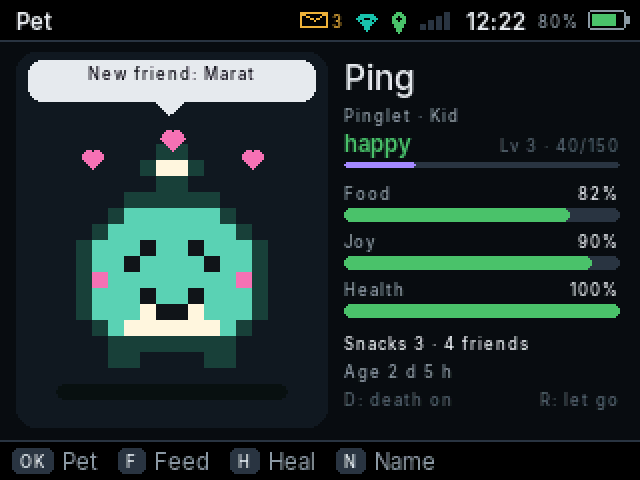 Pet 3 12:22 80%
New friend: Marat
Ping
Pinglet · Kid
happy Lv 3 · 40/150
Food 82%
Joy 90%
Health 100%
Snacks 3 · 4 friends
Age 2 d 5 h
D: death on R: let go
OK Pet F Feed H Heal N Name